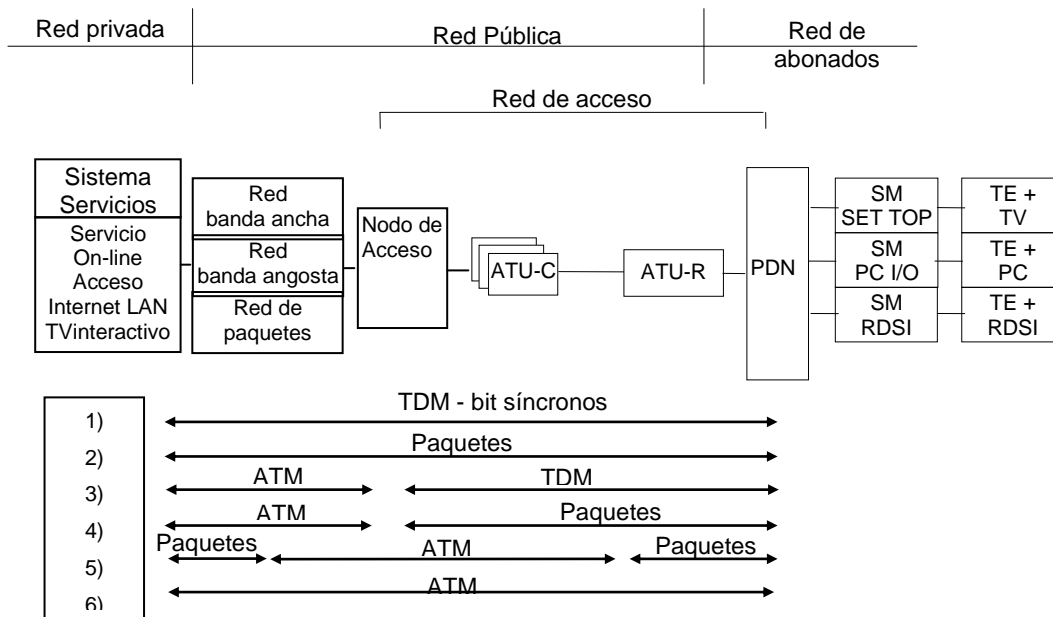 Red privada
Red Pública
Red de
abonados
Red de acceso
Sistema
Servicios
Servicio
On-line
Acceso
Internet LAN
TVinteractivo
Red
banda ancha
Red
banda angosta
Red de
paquetes
Nodo de
Acceso
ATU-C
ATU-R
PDN
SM
SET TOP
SM
PC I/O
SM
RDSI
TE +
TV
TE +
PC
TE +
RDSI
1)
TDM - bit síncronos
2)
Paquetes
3)
ATM TDM
4)
ATM Paquetes
5)
Paquetes ATM Paquetes
6)
ATM